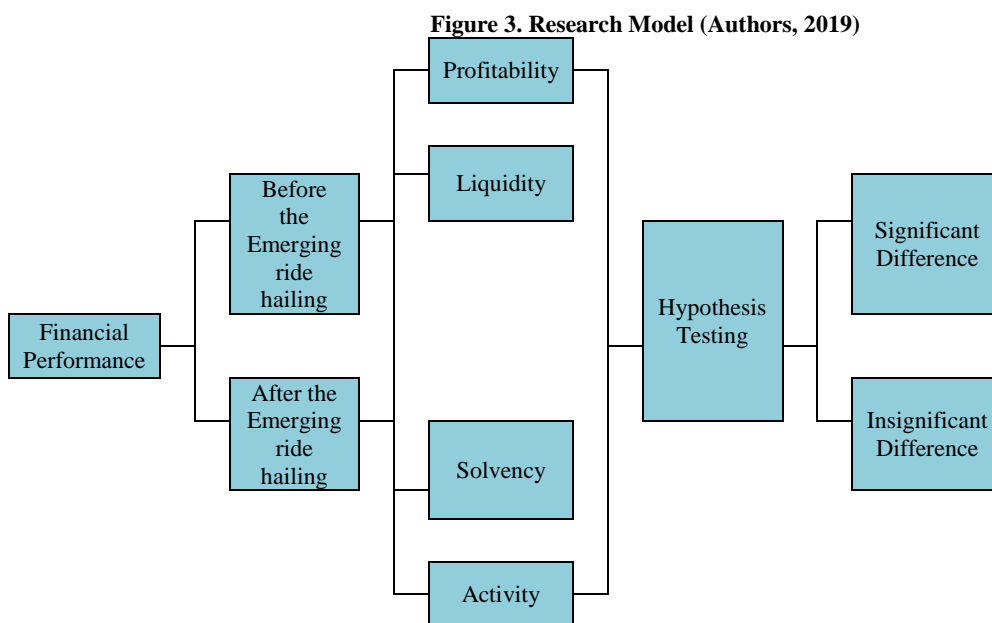 Figure 3. Research Model (Authors, 2019)
Financial
Performance
Before
the
Emerging
ride
hailing
After the
Emerging
ride
hailing
Profitability
Liquidity
Solvency
Activity
Hypothesis
Testing
Significant
Difference
Insignificant
Difference